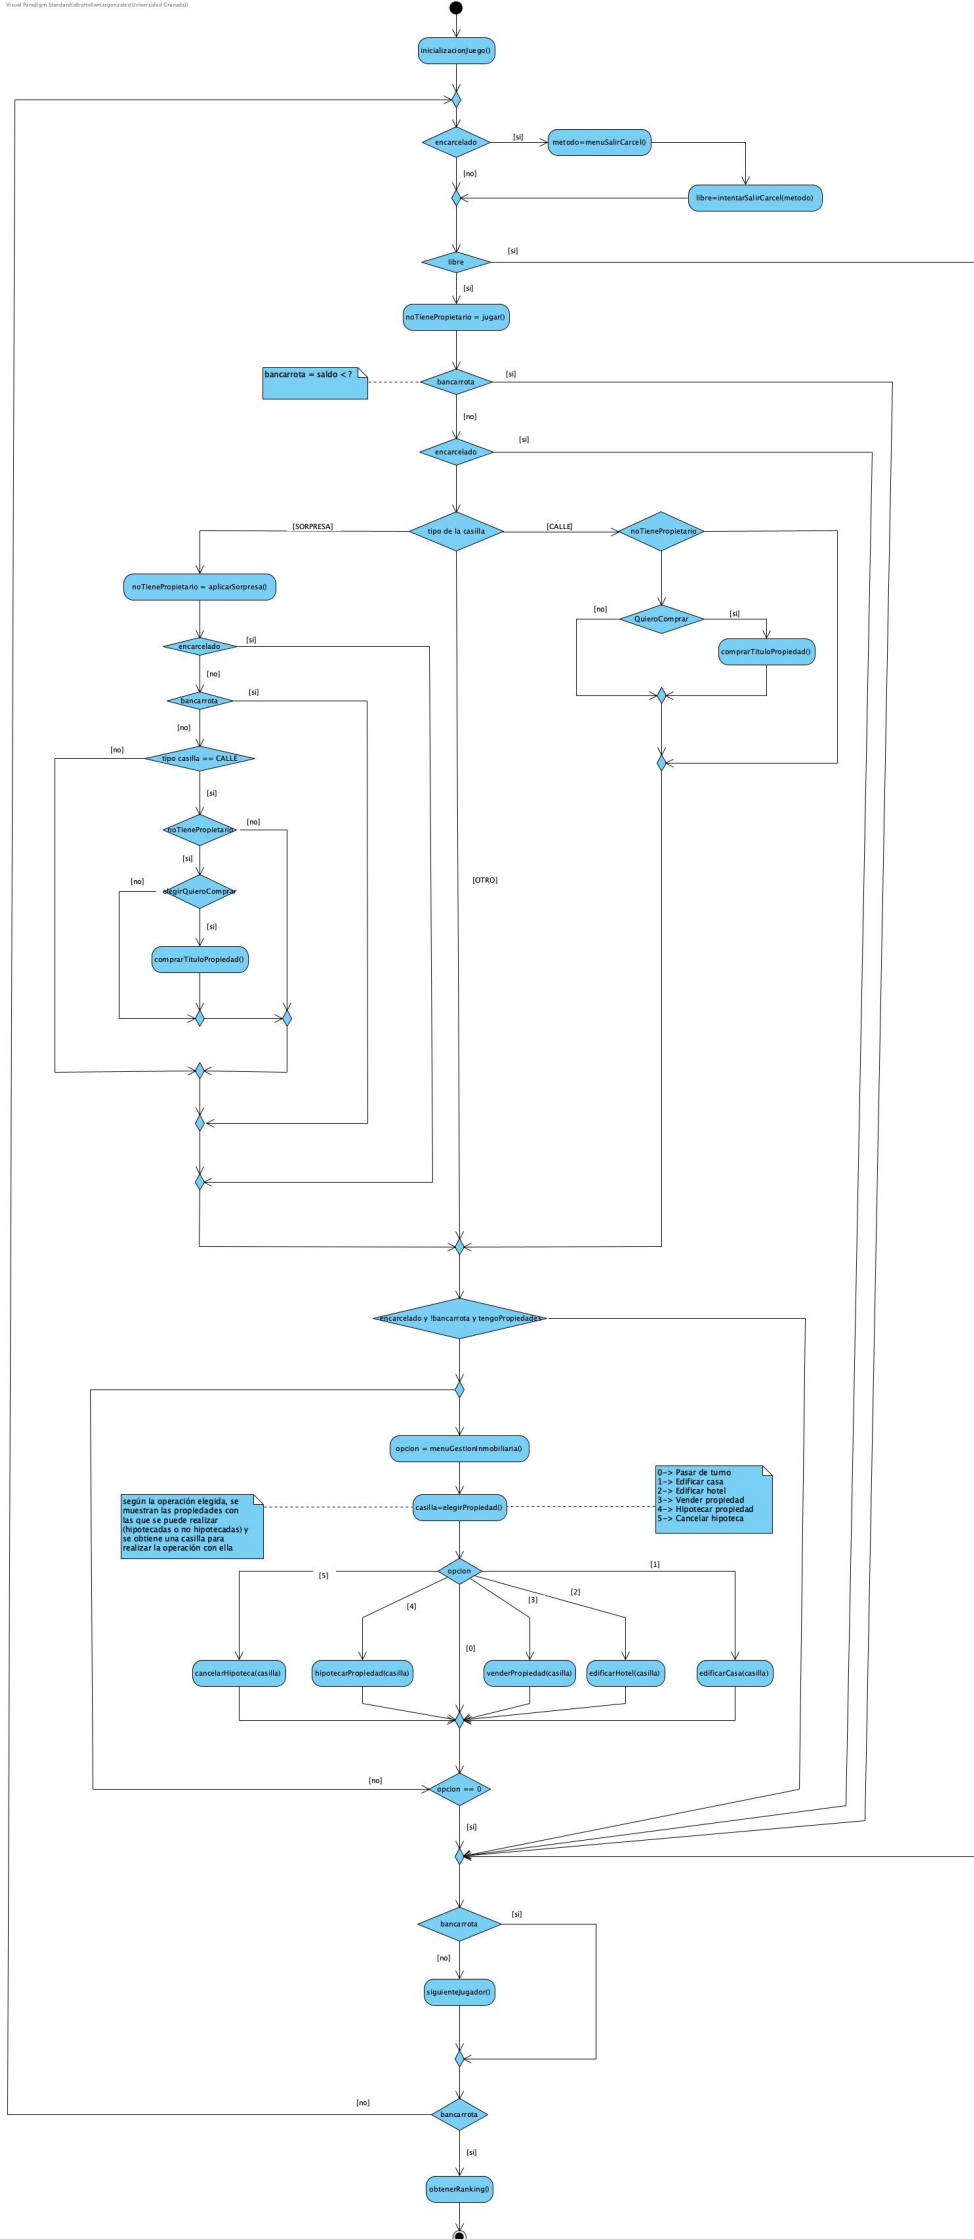 Visual Paradigm Standard(albertollamasgonzalez(Universidad Granada))
inicializacionJuego()
encarcelado
[si]
metodo=menuSalirCarcel()
[no]
libre=intentarSalirCarcel(metodo)
libre
[si]
[si]
noTienePropietario = jugar()
bancarrota = saldo < ?
bancarrota
[si]
[no]
encarcelado
[si]
[SORPRESA]
tipo de la casilla
[CALLE]
noTienePropietario
noTienePropietario = aplicarSorpresa()
[no]
QuieroComprar
[si]
comprarTituloPropiedad()
encarcelado
[si]
[no]
bancarrota
[si]
[no]
[no]
tipo casilla == CALLE
[si]
noTienePropietario
[no]
[si]
[no]
elegirQuieroComprar
[OTRO]
[si]
comprarTituloPropiedad()
encarcelado y !bancarrota y tengoPropiedades
opcion = menuGestionInmobiliaria()
según la operación elegida, se
muestran las propiedades con
las que se puede realizar
(hipotecadas o no hipotecadas) y
se obtiene una casilla para
realizar la operación con ella
casilla=elegirPropiedad()
0-> Pasar de turno
1-> Edificar casa
2-> Edificar hotel
3-> Vender propiedad
4-> Hipotecar propiedad
5-> Cancelar hipoteca
opcion
[5]
[4]
[0]
[3]
[2]
[1]
cancelarHipoteca(casilla)
hipotecarPropiedad(casilla)
venderPropiedad(casilla)
edificarHotel(casilla)
edificarCasa(casilla)
[no]
opcion == 0
[si]
bancarrota
[si]
[no]
siguienteJugador()
[no]
bancarrota
[si]
obtenerRanking()